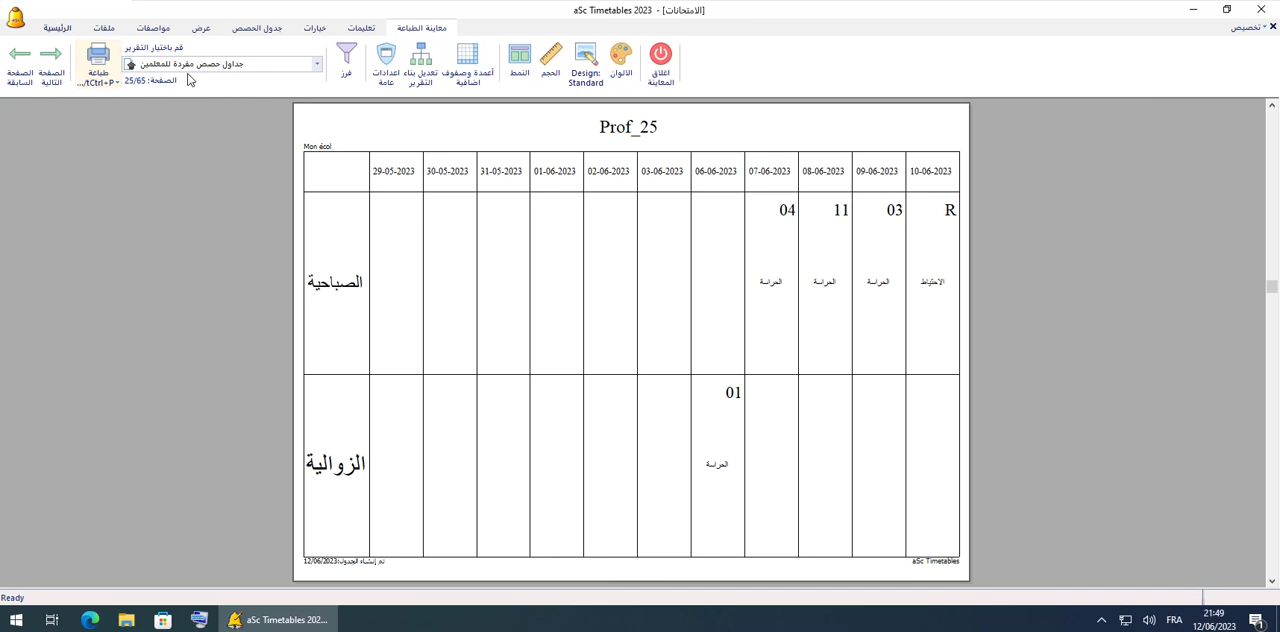 aSc Timetables 2023 - [الامتحانات]
الرئيسية
ملفات
مواصفات
عرض
جدول الحصص
خيارات
تعليمات
معاينة الطباعة
تخصيص
الصفحة السابقة
الصفحة التالية
طباعة
.../tCtrl+P
قم باختيار التقرير
جداول حصص مفردة للمعلمين
الصفحة: 25/65
فرز
اعدادات عامة
تعديل بناء التقرير
أعمدة وصفوف اضافية
النمط
الحجم
Design: Standard
الالوان
اغلاق المعاينة
Prof_25
Mon écol
29-05-2023 30-05-2023 31-05-2023 01-06-2023 02-06-2023 03-06-2023 06-06-2023 07-06-2023 08-06-2023 09-06-2023 10-06-2023
04 11 03 R
الصباحية
الحراسة الحراسة الحراسة الاحتياط
01
الزوالية
الحراسة
تم إنشاء الجدول:12/06/2023
aSc Timetables
Ready
aSc Timetables 202...
FRA
21:49
12/06/2023
1